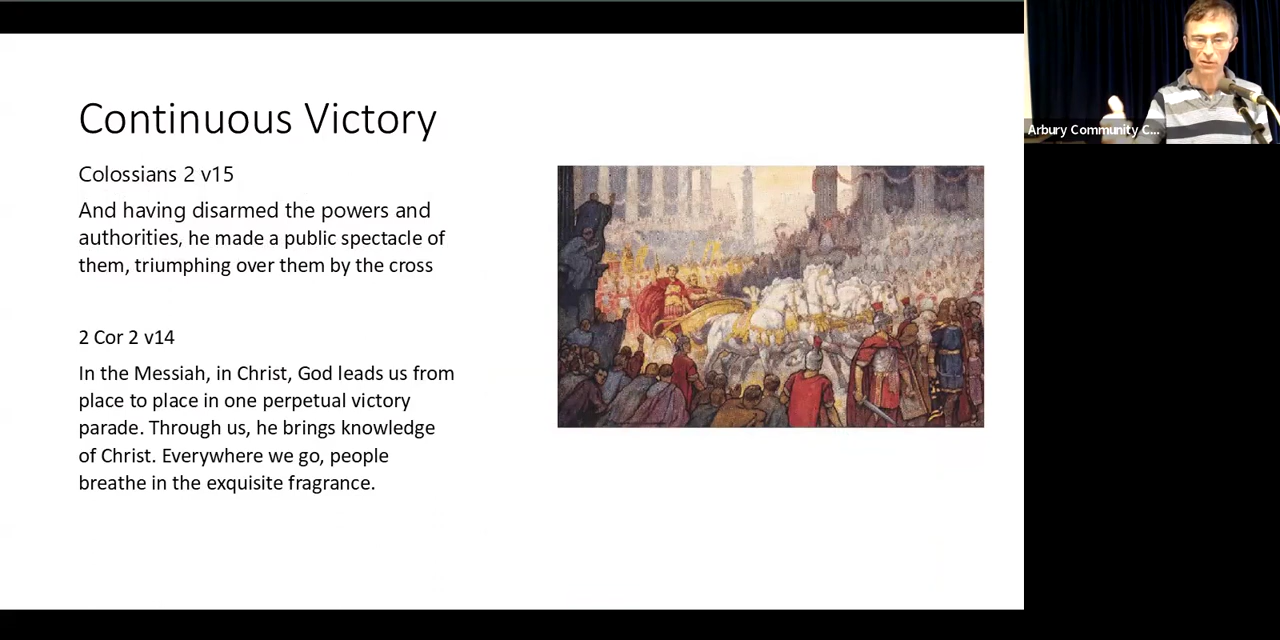 Continuous Victory
Colossians 2 v15
And having disarmed the powers and
authorities, he made a public spectacle of
them, triumphing over them by the cross
2 Cor 2 v14
In the Messiah, in Christ, God leads us from
place to place in one perpetual victory
parade. Through us, he brings knowledge
of Christ. Everywhere we go, people
breathe in the exquisite fragrance.
Arbury Community C...